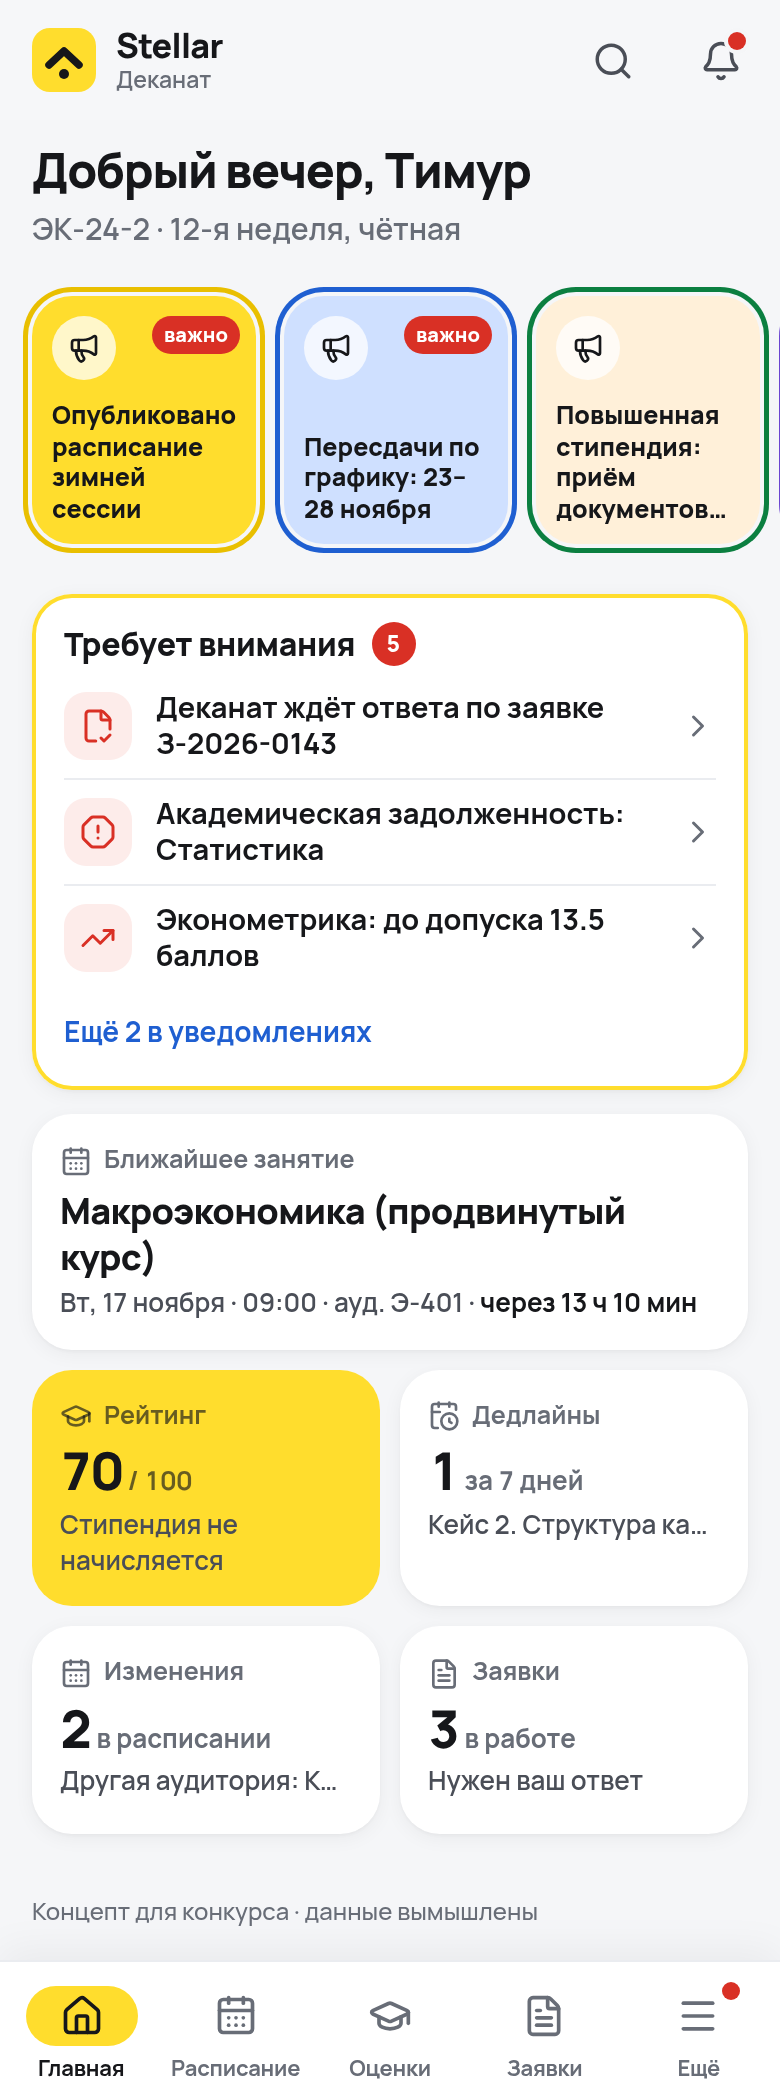 Stellar
Деканат
Добрый вечер, Тимур
ЭК-24-2 · 12-я неделя, чётная
важно
Опубликовано
расписание
зимней
сессии
важно
Пересдачи по
графику: 23–
28 ноября
Повышенная
стипендия:
приём
документов…
Требует внимания 5
Деканат ждёт ответа по заявке
З-2026-0143
Академическая задолженность:
Статистика
Эконометрика: до допуска 13.5
баллов
Ещё 2 в уведомлениях
Ближайшее занятие
Макроэкономика (продвинутый
курс)
Вт, 17 ноября · 09:00 · ауд. Э-401 · через 13 ч 10 мин
Рейтинг
70 / 100
Стипендия не
начисляется
Дедлайны
1 за 7 дней
Кейс 2. Структура ка…
Изменения
2 в расписании
Другая аудитория: К…
Заявки
3 в работе
Нужен ваш ответ
Концепт для конкурса · данные вымышлены
Главная
Расписание
Оценки
Заявки
Ещё